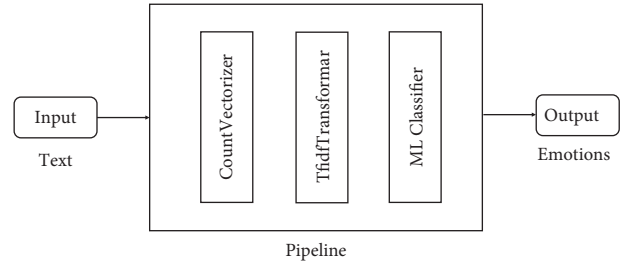 Input
Text
CountVectorizer
TfidfTransformar
ML Classifier
Pipeline
Output
Emotions